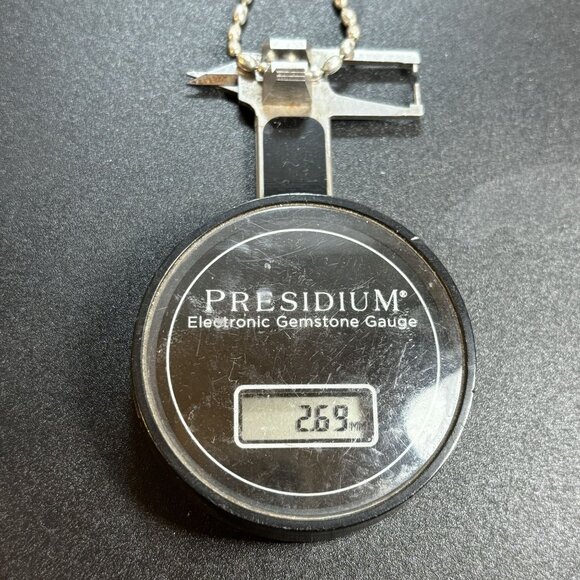 PRESIDIUM®
Electronic Gemstone Gauge
2.69 MM